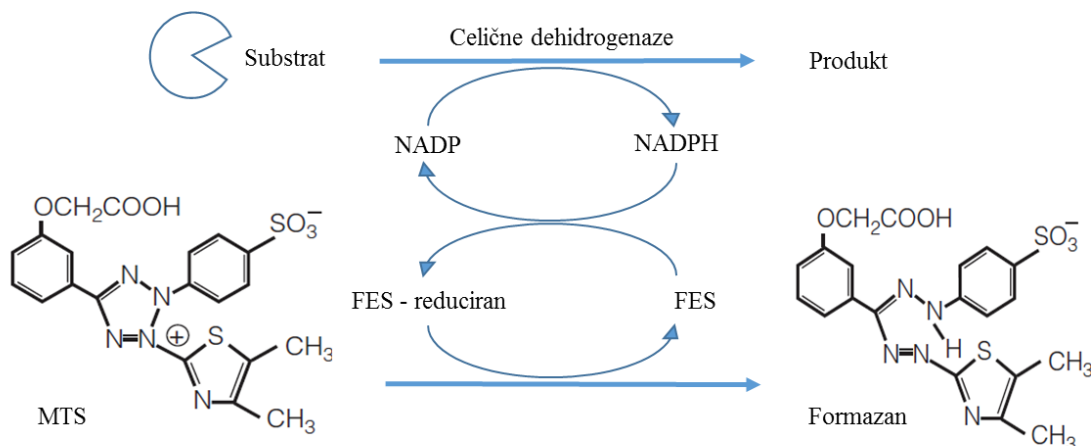 Celične dehidrogenaze
Substrat
Produkt
NADP
NADPH
OCH₂COOH
SO₃⁻
N
N
N
N
⊕
S
N
CH₃
CH₃
MTS
FES - reduciran
FES
OCH₂COOH
SO₃⁻
N
N
H
N
N
S
N
CH₃
CH₃
Formazan